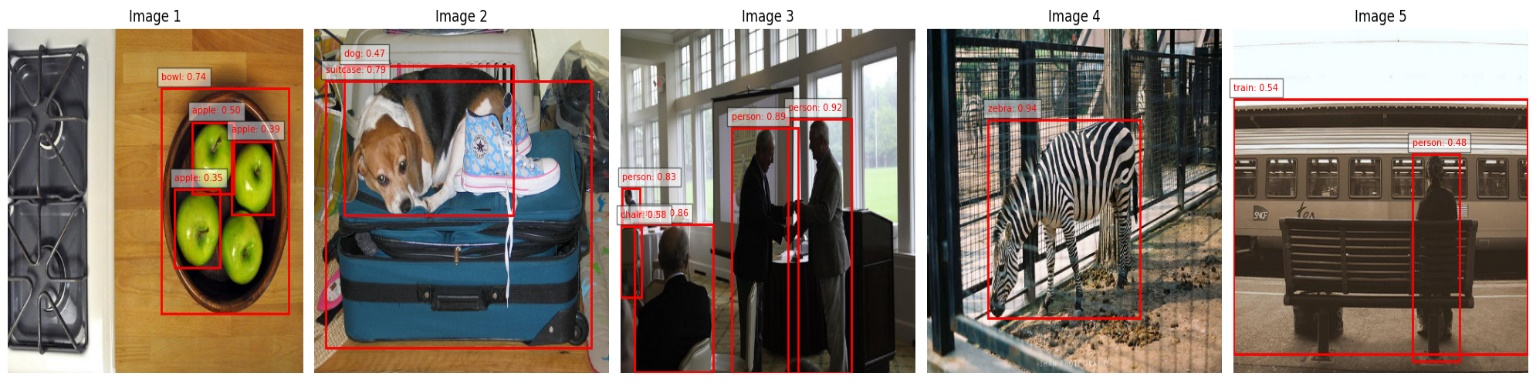 Image 1
bowl: 0.74
apple: 0.50
apple: 0.39
apple: 0.35
Image 2
dog: 0.47
suitcase: 0.79
Image 3
person: 0.92
person: 0.89
person: 0.83
0.86
chair: 0.58
Image 4
zebra: 0.94
Image 5
train: 0.54
person: 0.48
SNCF